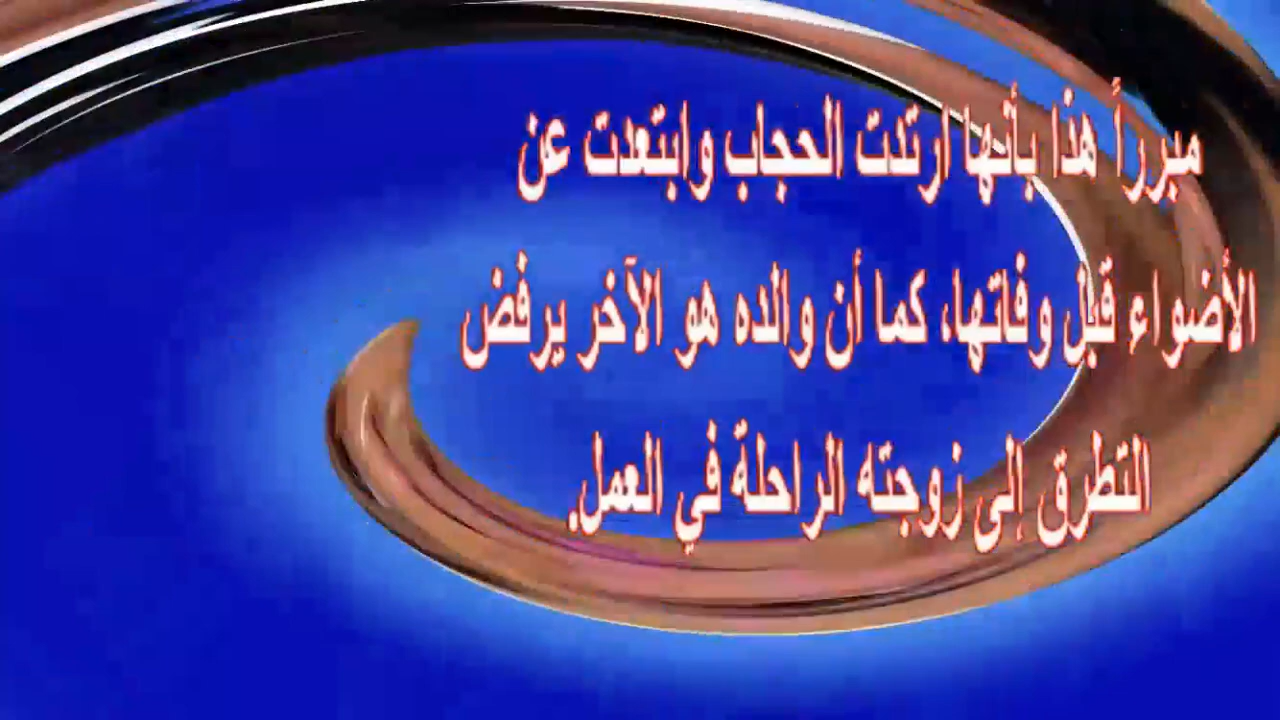 مبرراً هذا بأنها ارتدت الحجاب وابتعدت عن
الأضواء قبل وفاتها، كما أن والده هو الآخر يرفض
التطرق إلى زوجته الراحلة في العمل.